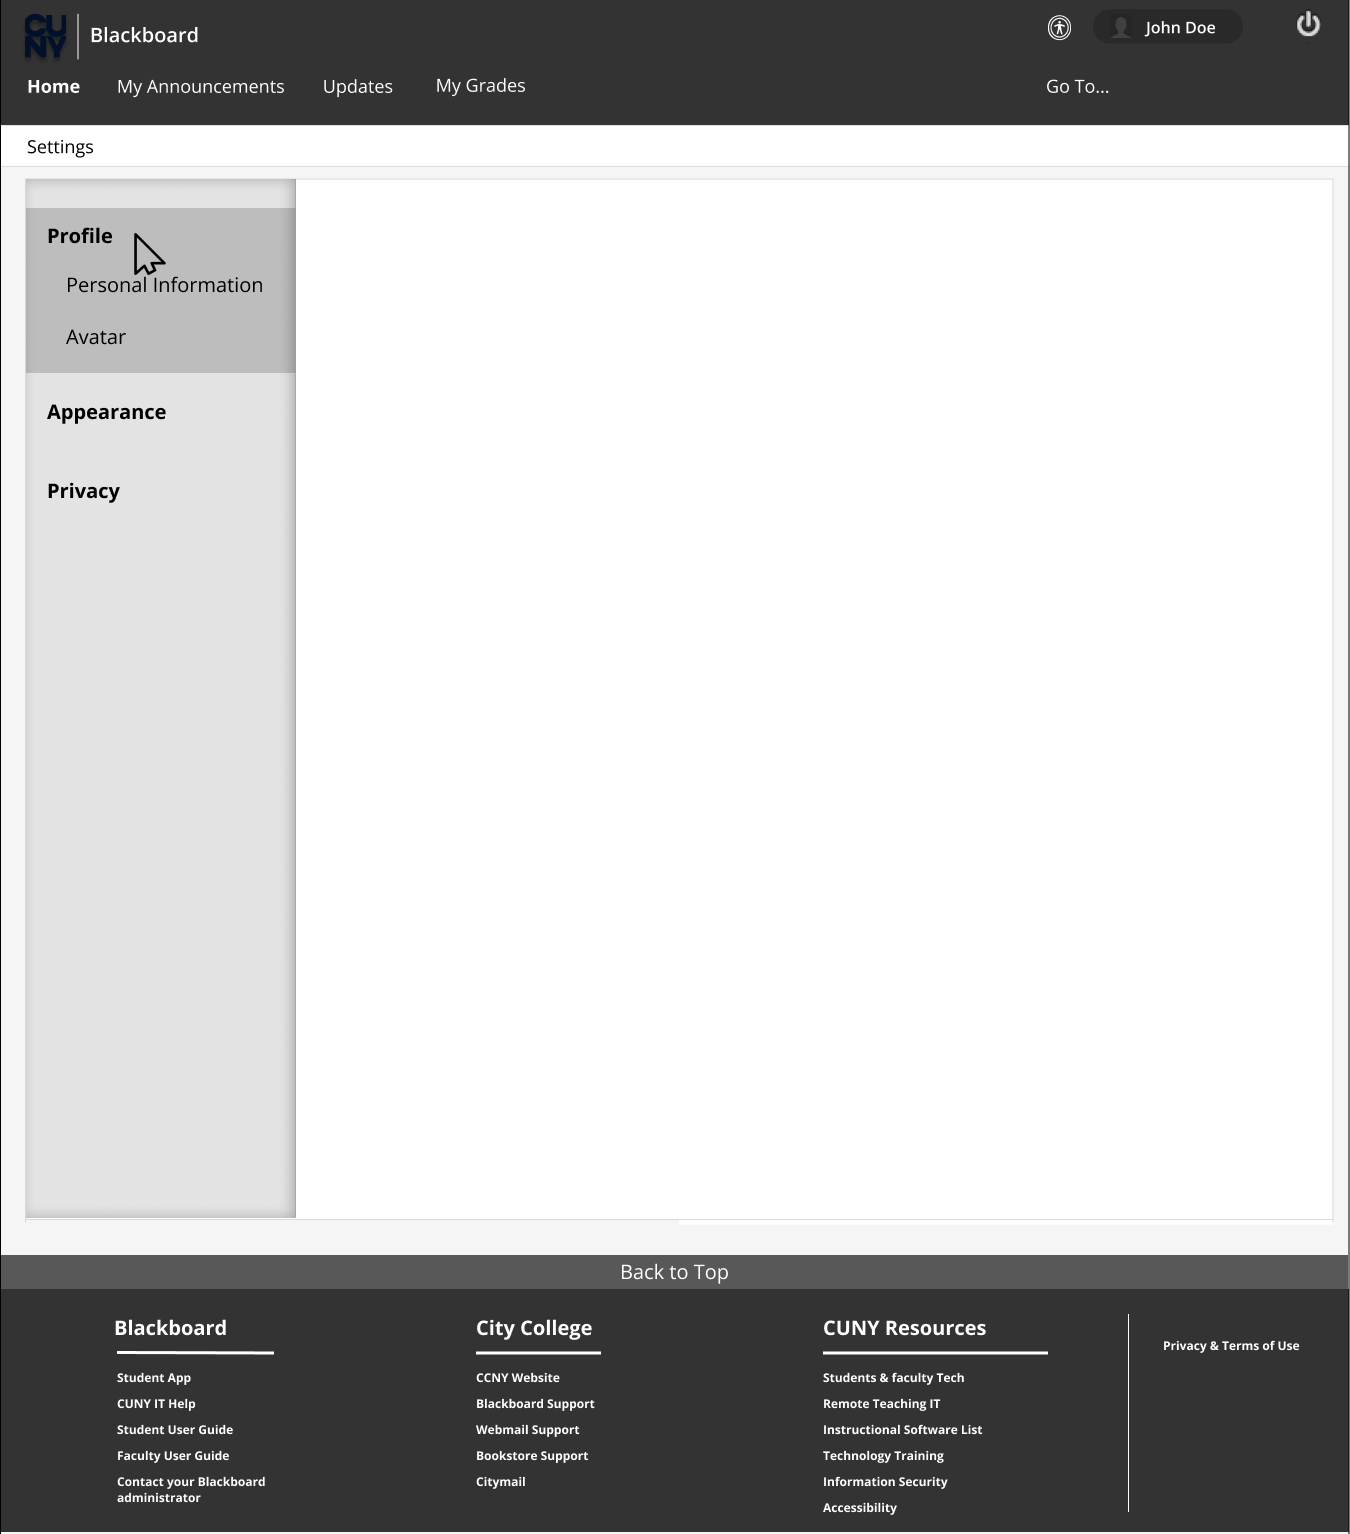 CU
NY
Blackboard
John Doe
Home
My Announcements
Updates
My Grades
Go To...
Settings
Profile
Personal Information
Avatar
Appearance
Privacy
Back to Top
Blackboard
Student App
CUNY IT Help
Student User Guide
Faculty User Guide
Contact your Blackboard
administrator
City College
CCNY Website
Blackboard Support
Webmail Support
Bookstore Support
Citymail
CUNY Resources
Students & faculty Tech
Remote Teaching IT
Instructional Software List
Technology Training
Information Security
Accessibility
Privacy & Terms of Use